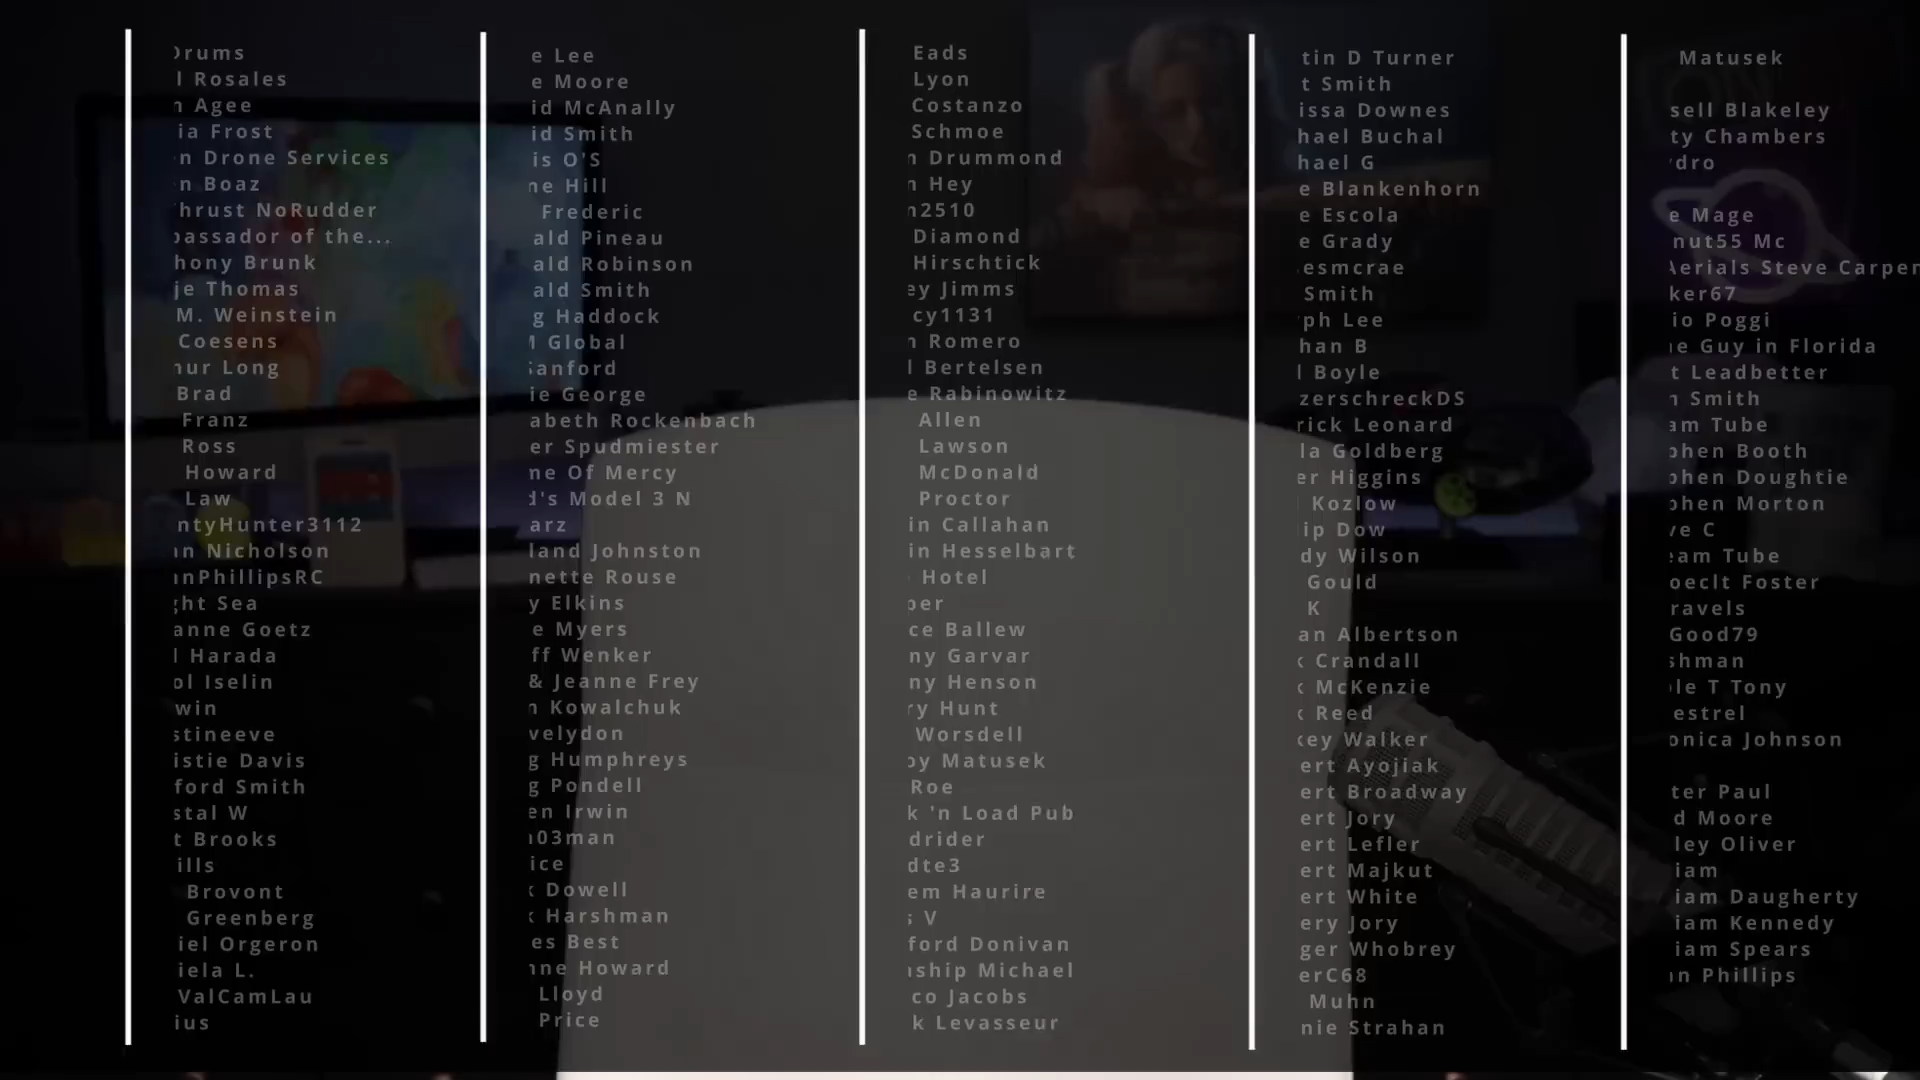 Drums
l Rosales
n Agee
ia Frost
n Drone Services
n Boaz
hrust NoRudder
bassador of the...
hony Brunk
je Thomas
M. Weinstein
Coesens
hur Long
Brad
Franz
Ross
Howard
Law
ntyHunter3112
an Nicholson
anPhillipsRC
ght Sea
anne Goetz
l Harada
ol Iselin
win
stineeve
istie Davis
ford Smith
stal W
t Brooks
ills
Brovont
Greenberg
iel Orgeron
iela L.
ValCamLau
ius
e Lee
e Moore
id McAnally
id Smith
is O'S
ne Hill
Frederic
ald Pineau
ald Robinson
ald Smith
g Haddock
M Global
Sanford
ie George
abeth Rockenbach
er Spudmiester
ne Of Mercy
d's Model 3 N
arz
land Johnston
nette Rouse
y Elkins
e Myers
ff Wenker
& Jeanne Frey
n Kowalchuk
velydon
g Humphreys
g Pondell
en Irwin
03man
ice
k Dowell
k Harshman
es Best
nne Howard
Lloyd
Price
Eads
Lyon
Costanzo
Schmoe
n Drummond
n Hey
n2510
Diamond
Hirschtick
ey Jimms
cy1131
n Romero
l Bertelsen
e Rabinowitz
Allen
Lawson
McDonald
Proctor
in Callahan
in Hesselbart
Hotel
per
ce Ballew
ny Garvar
ny Henson
ry Hunt
Worsdell
by Matusek
Roe
k 'n Load Pub
drider
dte3
em Haurire
s V
ford Donivan
nship Michael
co Jacobs
k Levasseur
tin D Turner
t Smith
issa Downes
hael Buchal
hael G
e Blankenhorn
e Escola
e Grady
esmcrae
Smith
ph Lee
han B
l Boyle
zerschreckDS
rick Leonard
la Goldberg
er Higgins
Kozlow
lip Dow
dy Wilson
Gould
K
an Albertson
k Crandall
k McKenzie
k Reed
key Walker
ert Ayojiak
ert Broadway
ert Jory
ert Lefler
ert Majkut
ert White
ery Jory
ger Whobrey
erC68
Muhn
nie Strahan
Matusek
sell Blakeley
ty Chambers
dro
e Mage
nut55 Mc
Aerials Steve Carpen
ker67
io Poggi
e Guy in Florida
t Leadbetter
n Smith
am Tube
phen Booth
phen Doughtie
phen Morton
ve C
eam Tube
oeclt Foster
ravels
Good79
shman
le T Tony
estrel
onica Johnson
ter Paul
d Moore
ley Oliver
iam
iam Daugherty
iam Kennedy
iam Spears
n Phillips